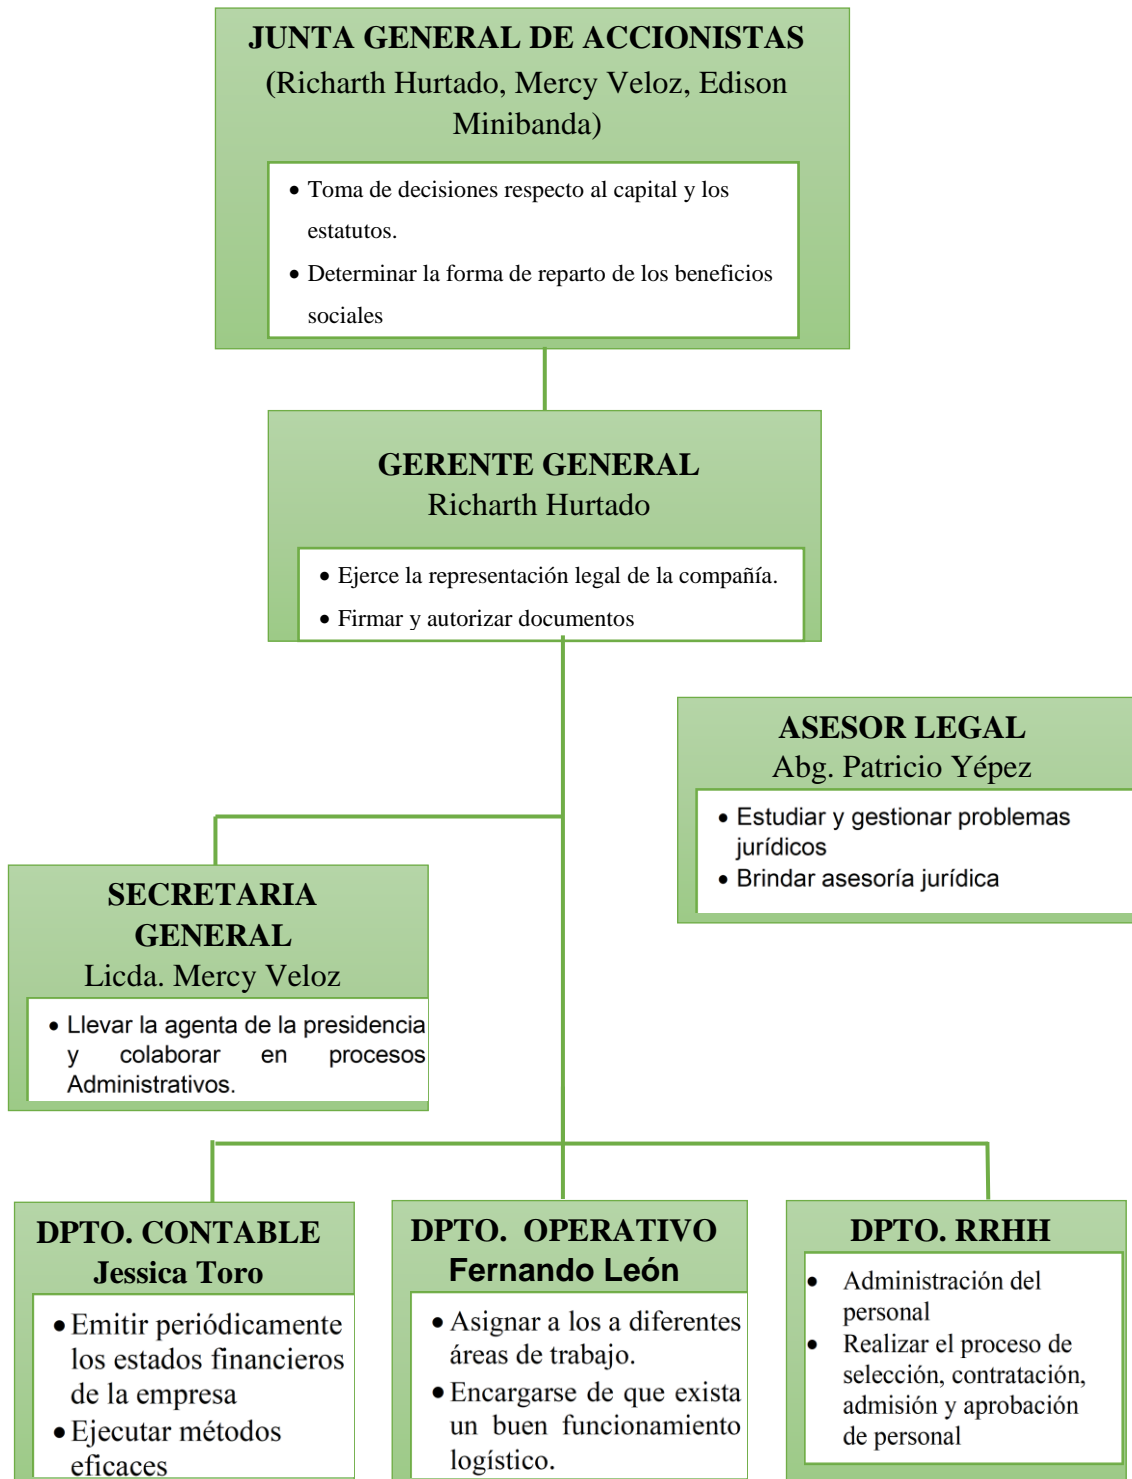 JUNTA GENERAL DE ACCIONISTAS
(Richarth Hurtado, Mercy Veloz, Edison
Minibanda)
• Toma de decisiones respecto al capital y los
estatutos.
• Determinar la forma de reparto de los beneficios
sociales
GERENTE GENERAL
Richarth Hurtado
• Ejerce la representación legal de la compañía.
• Firmar y autorizar documentos
ASESOR LEGAL
Abg. Patricio Yépez
• Estudiar y gestionar problemas
jurídicos
• Brindar asesoría jurídica
SECRETARIA
GENERAL
Licda. Mercy Veloz
• Llevar la agenta de la presidencia
y colaborar en procesos
Administrativos.
DPTO. CONTABLE
Jessica Toro
• Emitir periódicamente
los estados financieros
de la empresa
• Ejecutar métodos
eficaces
DPTO. OPERATIVO
Fernando León
• Asignar a los a diferentes
áreas de trabajo.
• Encargarse de que exista
un buen funcionamiento
logístico.
DPTO. RRHH
• Administración del
personal
• Realizar el proceso de
selección, contratación,
admisión y aprobación
de personal